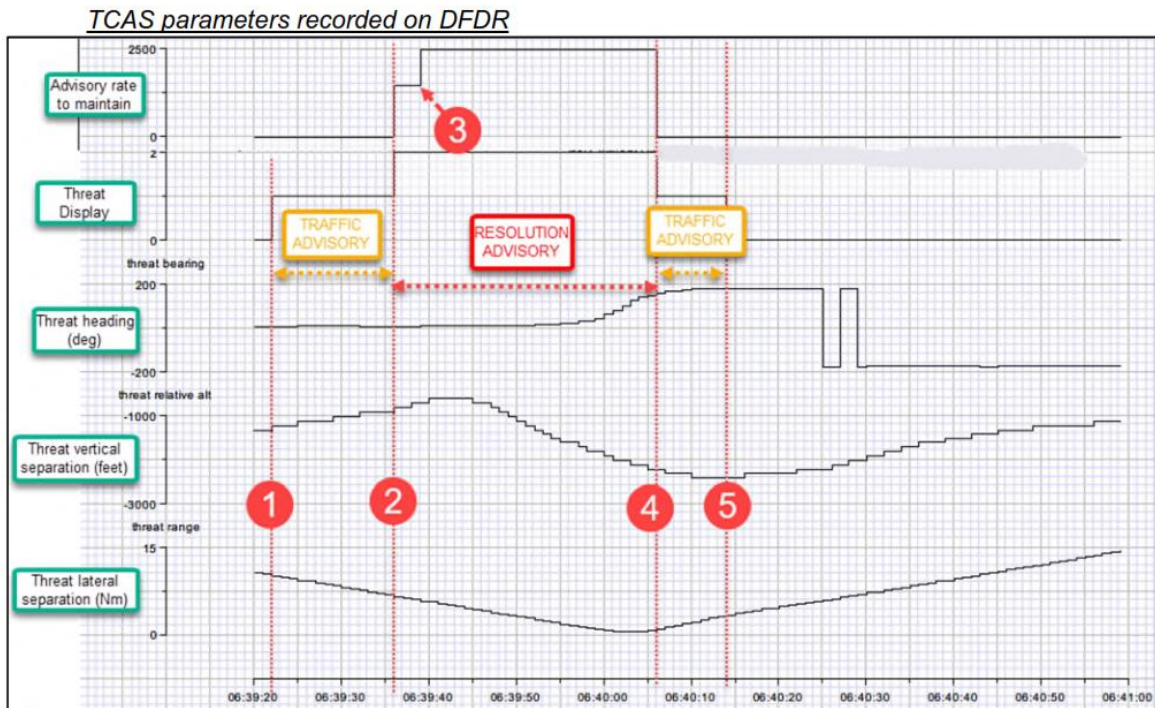 TCAS parameters recorded on DFDR
2500
Advisory rate
to maintain
0
3
2
Threat
Display
0
TRAFFIC
ADVISORY
RESOLUTION
ADVISORY
TRAFFIC
ADVISORY
threat bearing
200
Threat heading
(deg)
-200
threat relative alt
-1000
Threat vertical
separation (feet)
-3000
1
2
4
5
threat range
15
Threat lateral
separation (Nm)
0
06:39:20 06:39:30 06:39:40 06:39:50 06:40:00 06:40:10 06:40:20 06:40:30 06:40:40 06:40:50 06:41:00